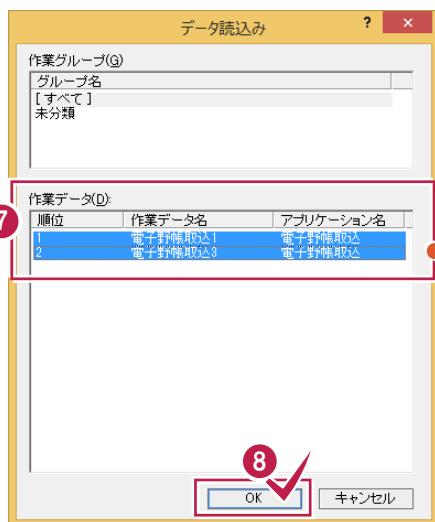 データ読込み ? ×
作業グループ(G)
グループ名
[すべて]
未分類
作業データ(D):
7
順位 作業データ名 アプリケーション名
1 電子野帳取込1 電子野帳取込
2 電子野帳取込3 電子野帳取込
8
OK キャンセル